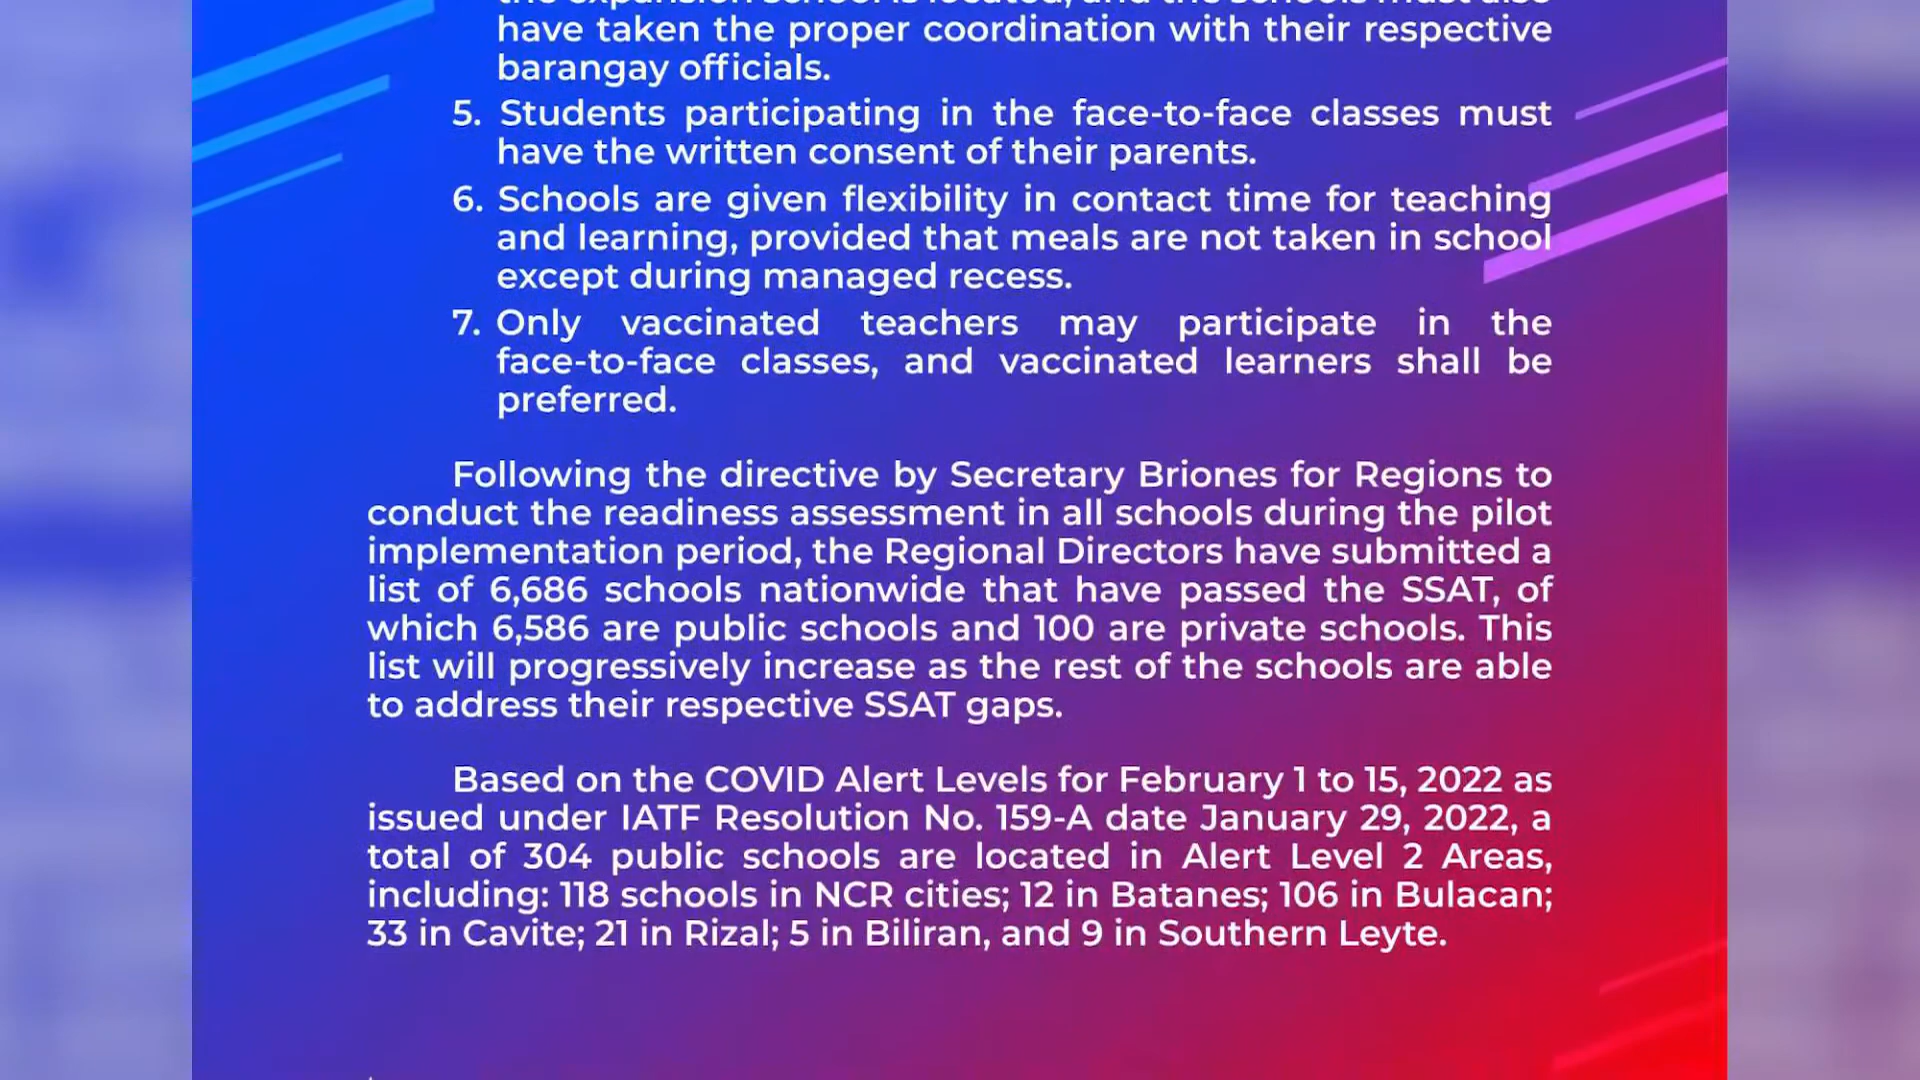 the expansion school is located, and the schools must also
have taken the proper coordination with their respective
barangay officials.
5. Students participating in the face-to-face classes must
have the written consent of their parents.
6. Schools are given flexibility in contact time for teaching
and learning, provided that meals are not taken in school
except during managed recess.
7. Only vaccinated teachers may participate in the
face-to-face classes, and vaccinated learners shall be
preferred.
Following the directive by Secretary Briones for Regions to
conduct the readiness assessment in all schools during the pilot
implementation period, the Regional Directors have submitted a
list of 6,686 schools nationwide that have passed the SSAT, of
which 6,586 are public schools and 100 are private schools. This
list will progressively increase as the rest of the schools are able
to address their respective SSAT gaps.
Based on the COVID Alert Levels for February 1 to 15, 2022 as
issued under IATF Resolution No. 159-A date January 29, 2022, a
total of 304 public schools are located in Alert Level 2 Areas,
including: 118 schools in NCR cities; 12 in Batanes; 106 in Bulacan;
33 in Cavite; 21 in Rizal; 5 in Biliran, and 9 in Southern Leyte.